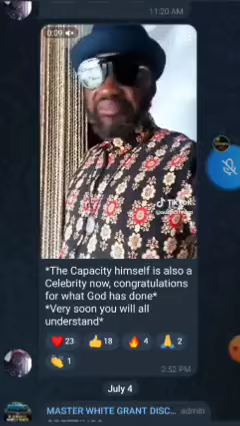 11:20 AM
0:09
TikTok
*The Capacity himself is also a
Celebrity now, congratulations
for what God has done*
*Very soon you will all
understand*
23
18
4
2
1
2:52 PM
July 4
MASTER WHITE GRANT DISC... admin